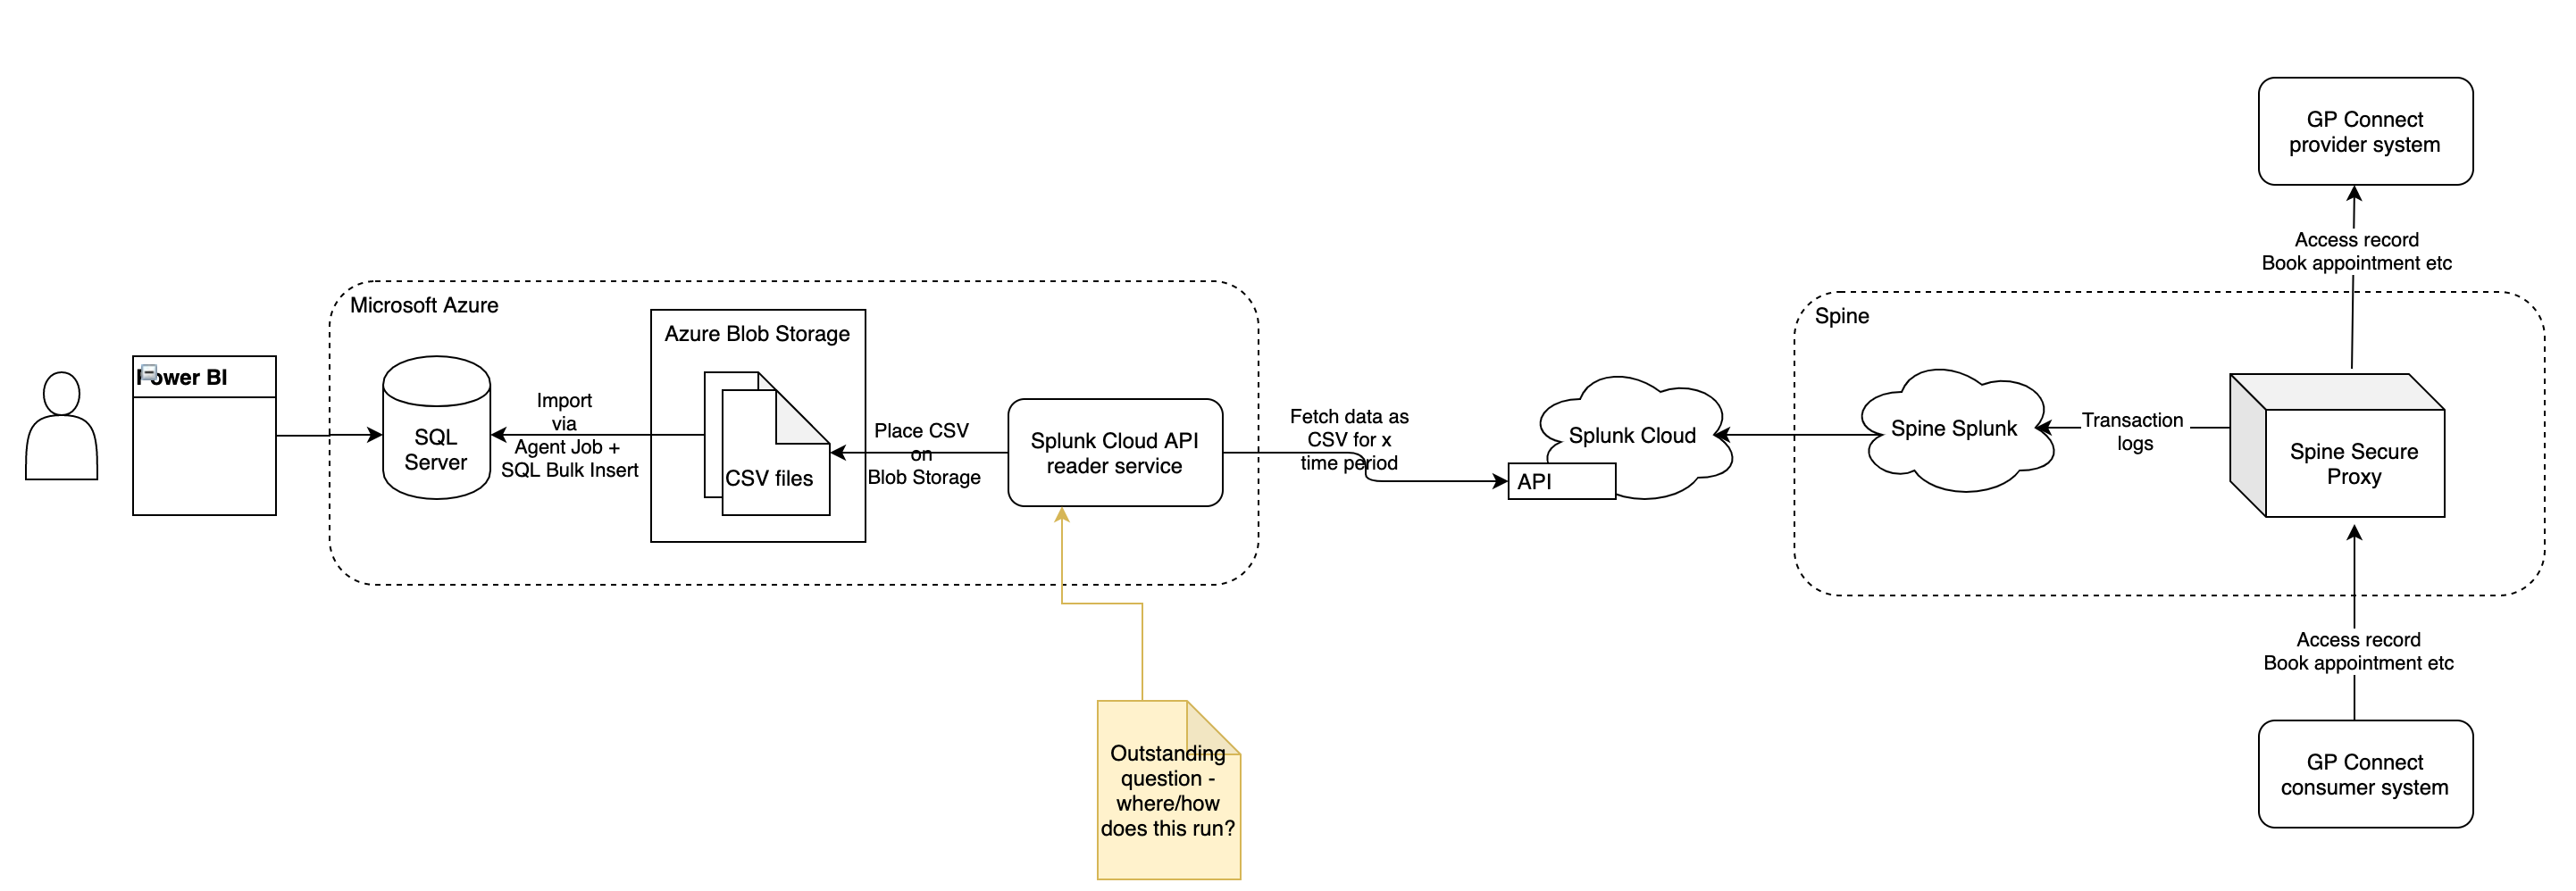 GP Connect
provider system
Access record
Book appointment etc
Microsoft Azure
Spine
Azure Blob Storage
Power BI
SQL
Server
Import
via
Agent Job +
SQL Bulk Insert
CSV files
Place CSV
on
Blob Storage
Splunk Cloud API
reader service
Fetch data as
CSV for x
time period
Splunk Cloud
API
Spine Splunk
Transaction
logs
Spine Secure
Proxy
Access record
Book appointment etc
GP Connect
consumer system
Outstanding
question -
where/how
does this run?